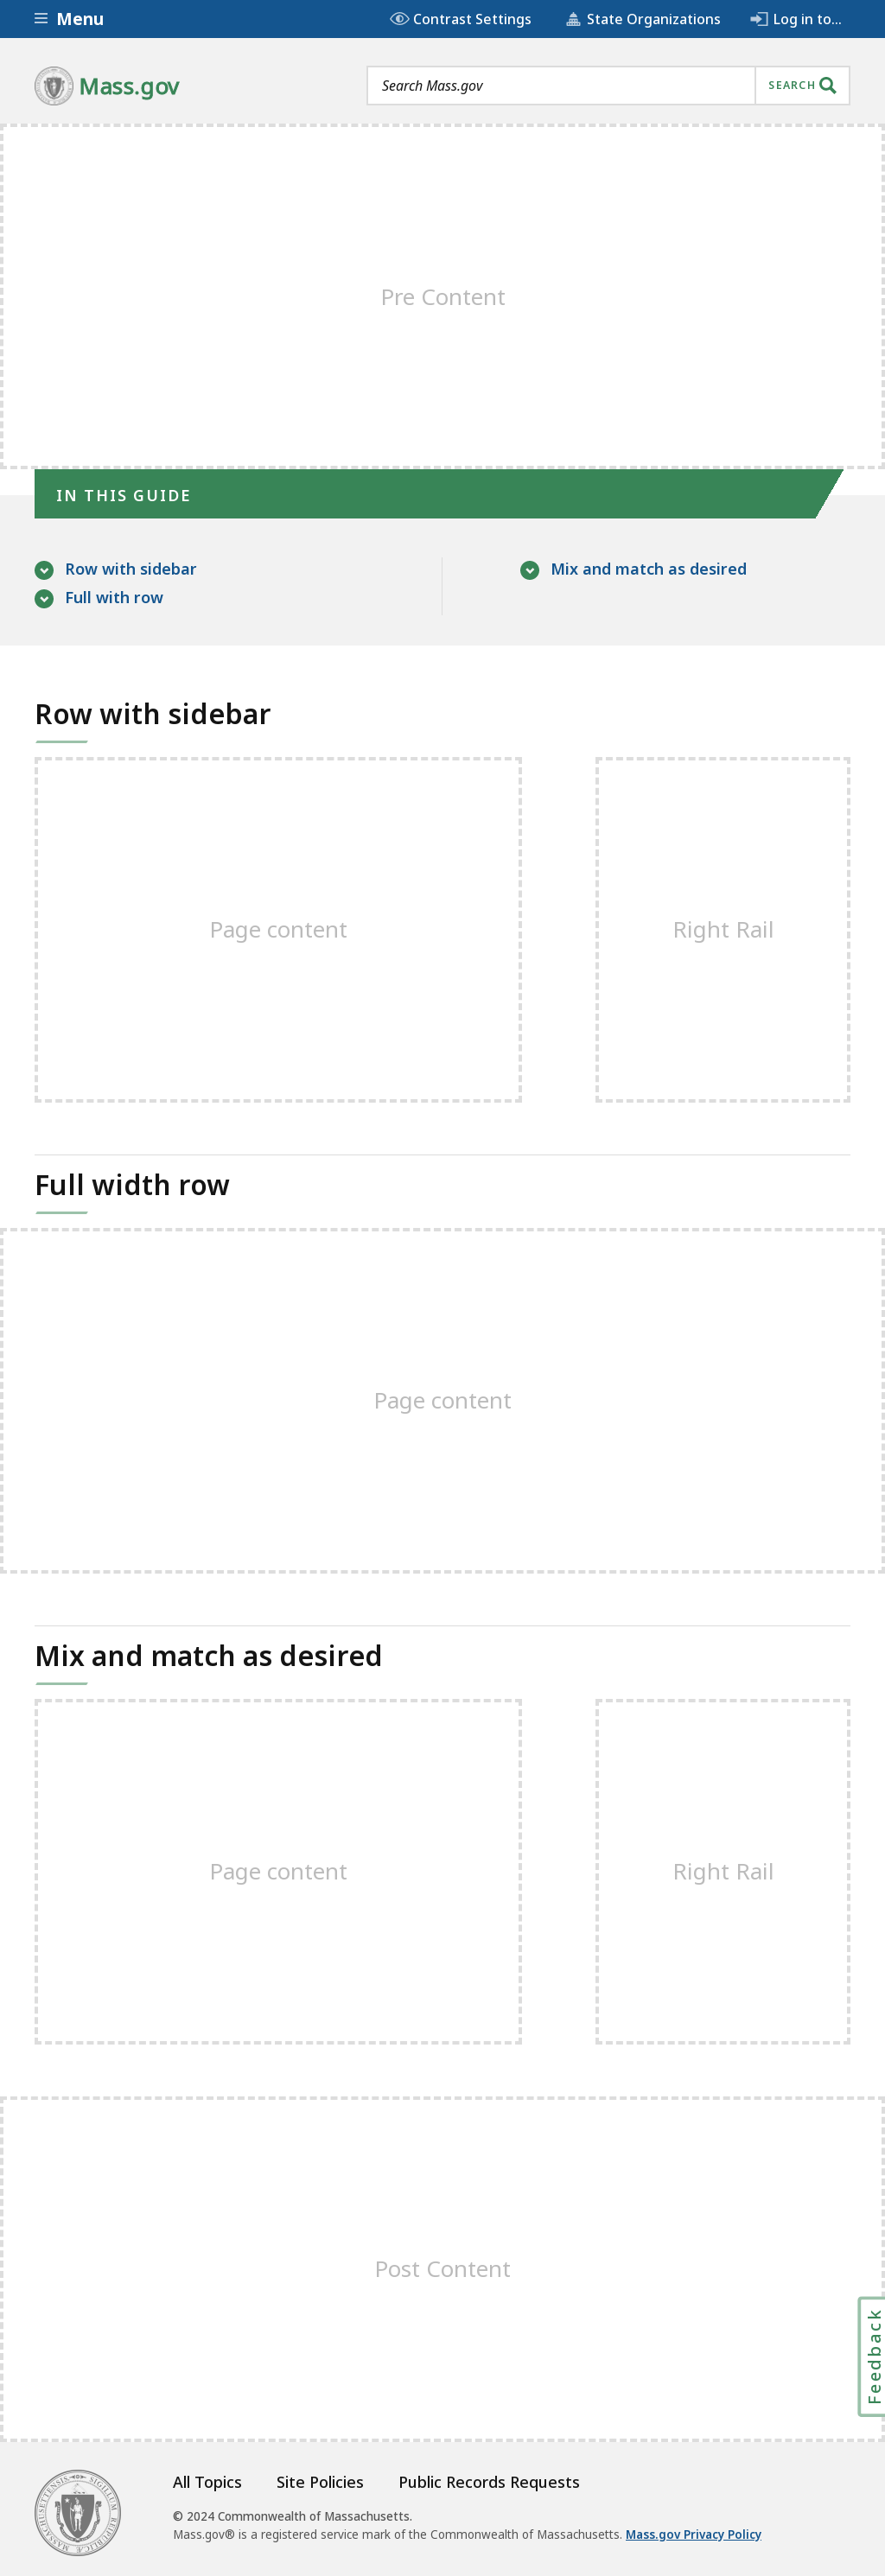 Menu
Contrast Settings
State Organizations
Log in to...
Mass.gov
Search Mass.gov
SEARCH
Pre Content
IN THIS GUIDE
Row with sidebar
Full with row
Mix and match as desired
Row with sidebar
Page content
Right Rail
Full width row
Page content
Mix and match as desired
Page content
Right Rail
Post Content
Feedback
All Topics
Site Policies
Public Records Requests
© 2024 Commonwealth of Massachusetts.
Mass.gov® is a registered service mark of the Commonwealth of Massachusetts. Mass.gov Privacy Policy